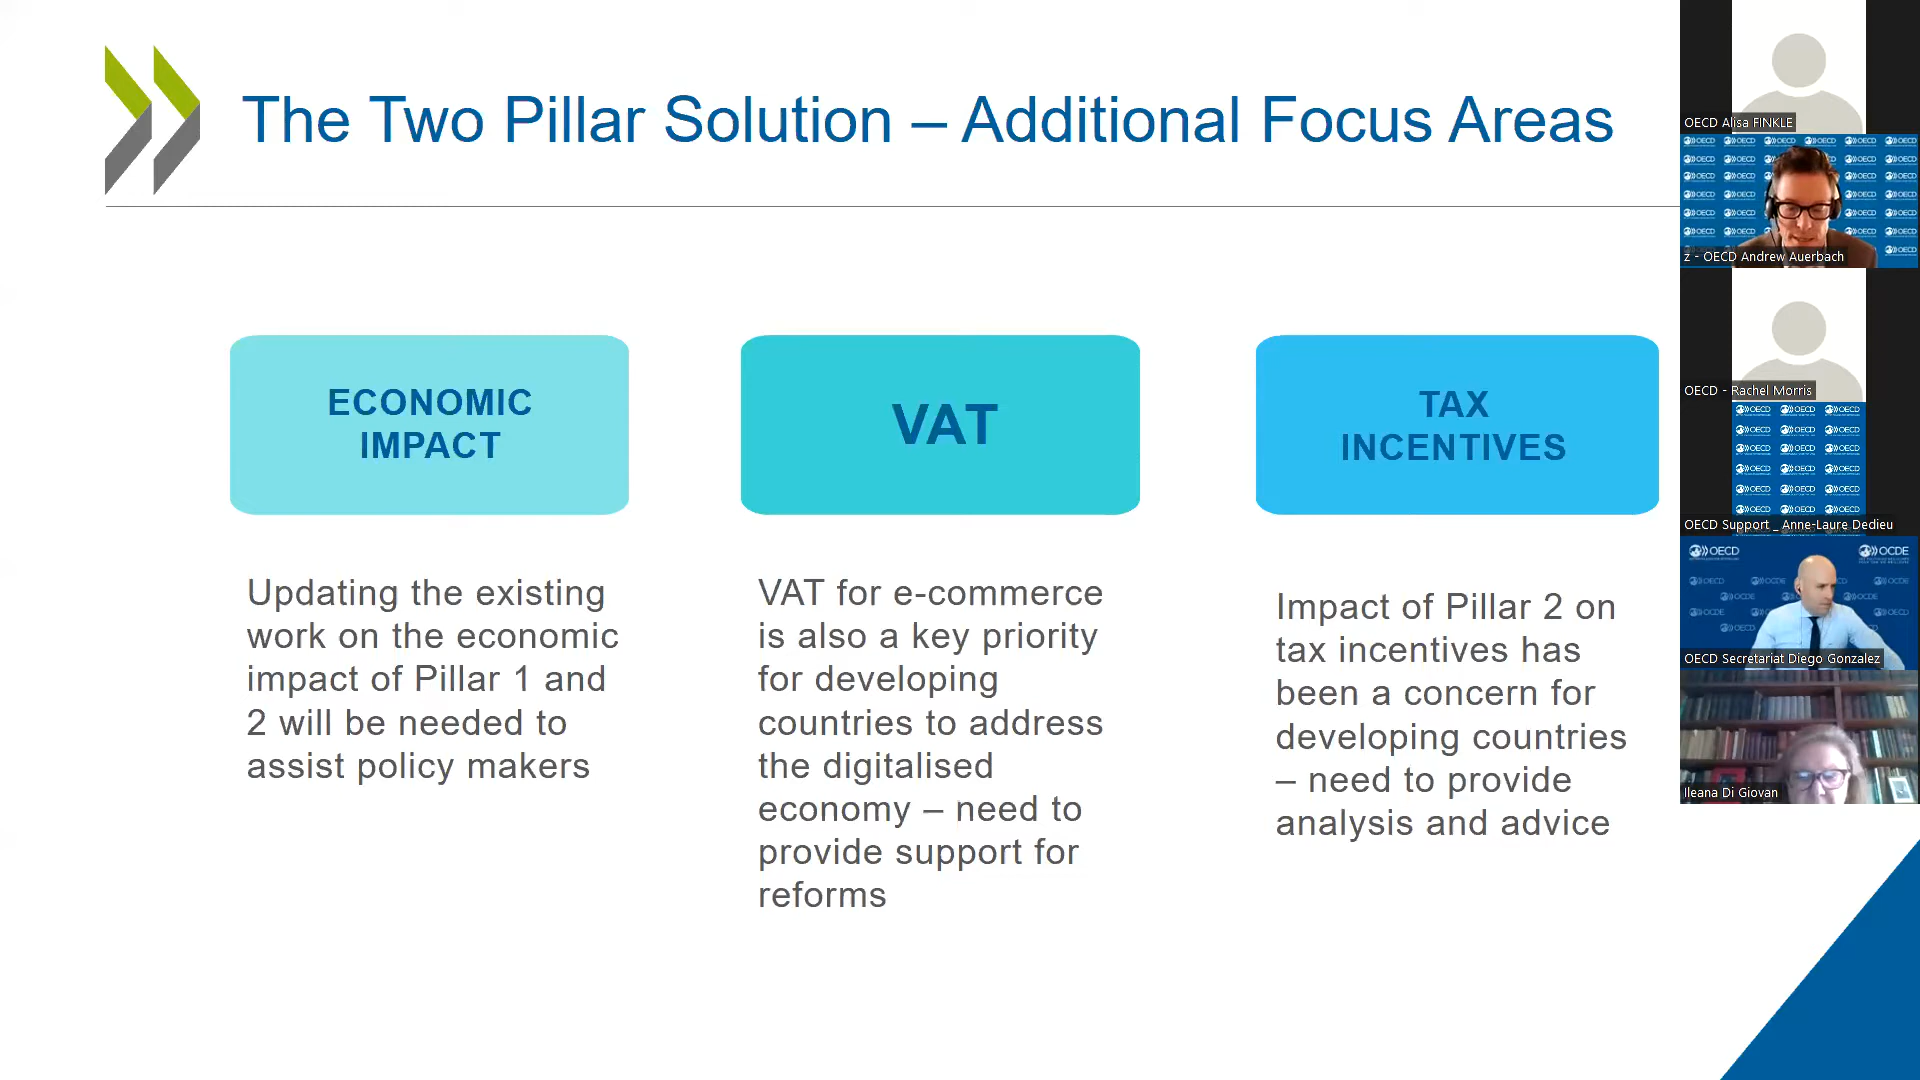 The Two Pillar Solution – Additional Focus Areas
ECONOMIC
IMPACT
Updating the existing
work on the economic
impact of Pillar 1 and
2 will be needed to
assist policy makers
VAT
VAT for e-commerce
is also a key priority
for developing
countries to address
the digitalised
economy – need to
provide support for
reforms
TAX
INCENTIVES
Impact of Pillar 2 on
tax incentives has
been a concern for
developing countries
– need to provide
analysis and advice
OECD Alisa FINKLE
z - OECD Andrew Auerbach
OECD - Rachel Morris
OECD Support _ Anne-Laure Dedieu
OECD
OCDE
OECD Secretariat Diego Gonzalez
Ileana Di Giovan